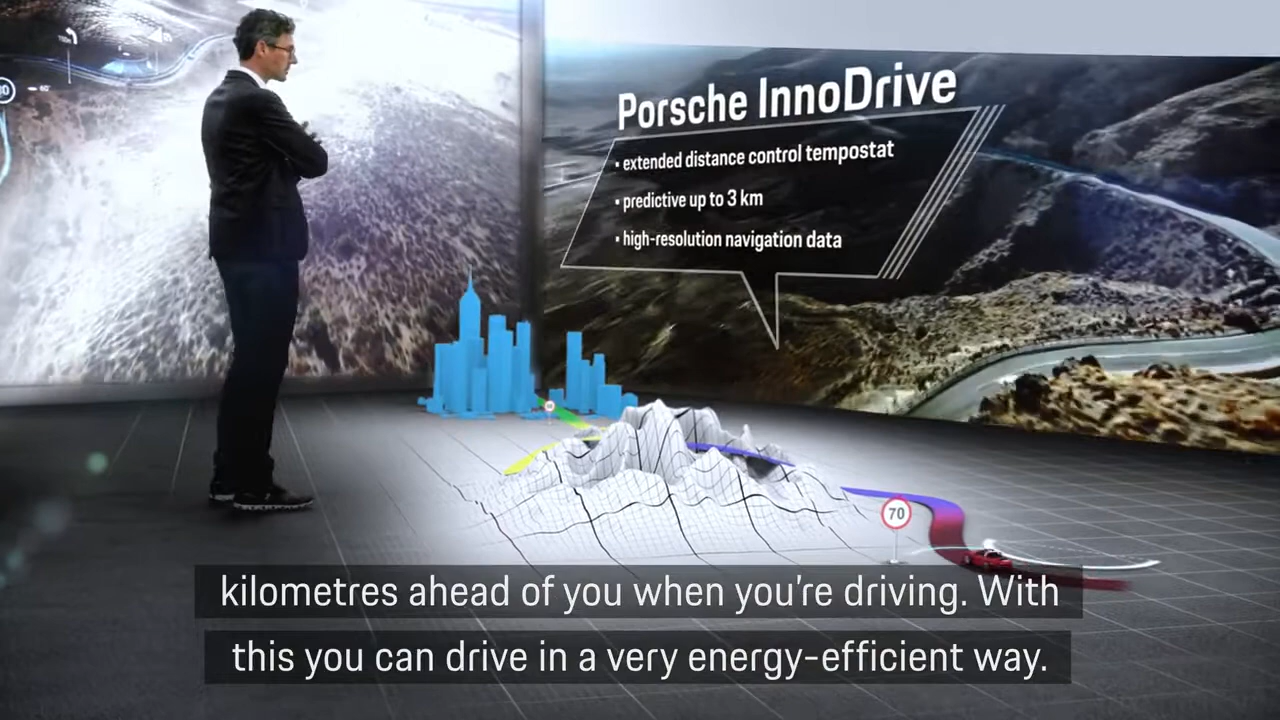 Porsche InnoDrive
▪ extended distance control tempostat
▪ predictive up to 3 km
▪ high-resolution navigation data
70
kilometres ahead of you when you're driving. With
this you can drive in a very energy-efficient way.